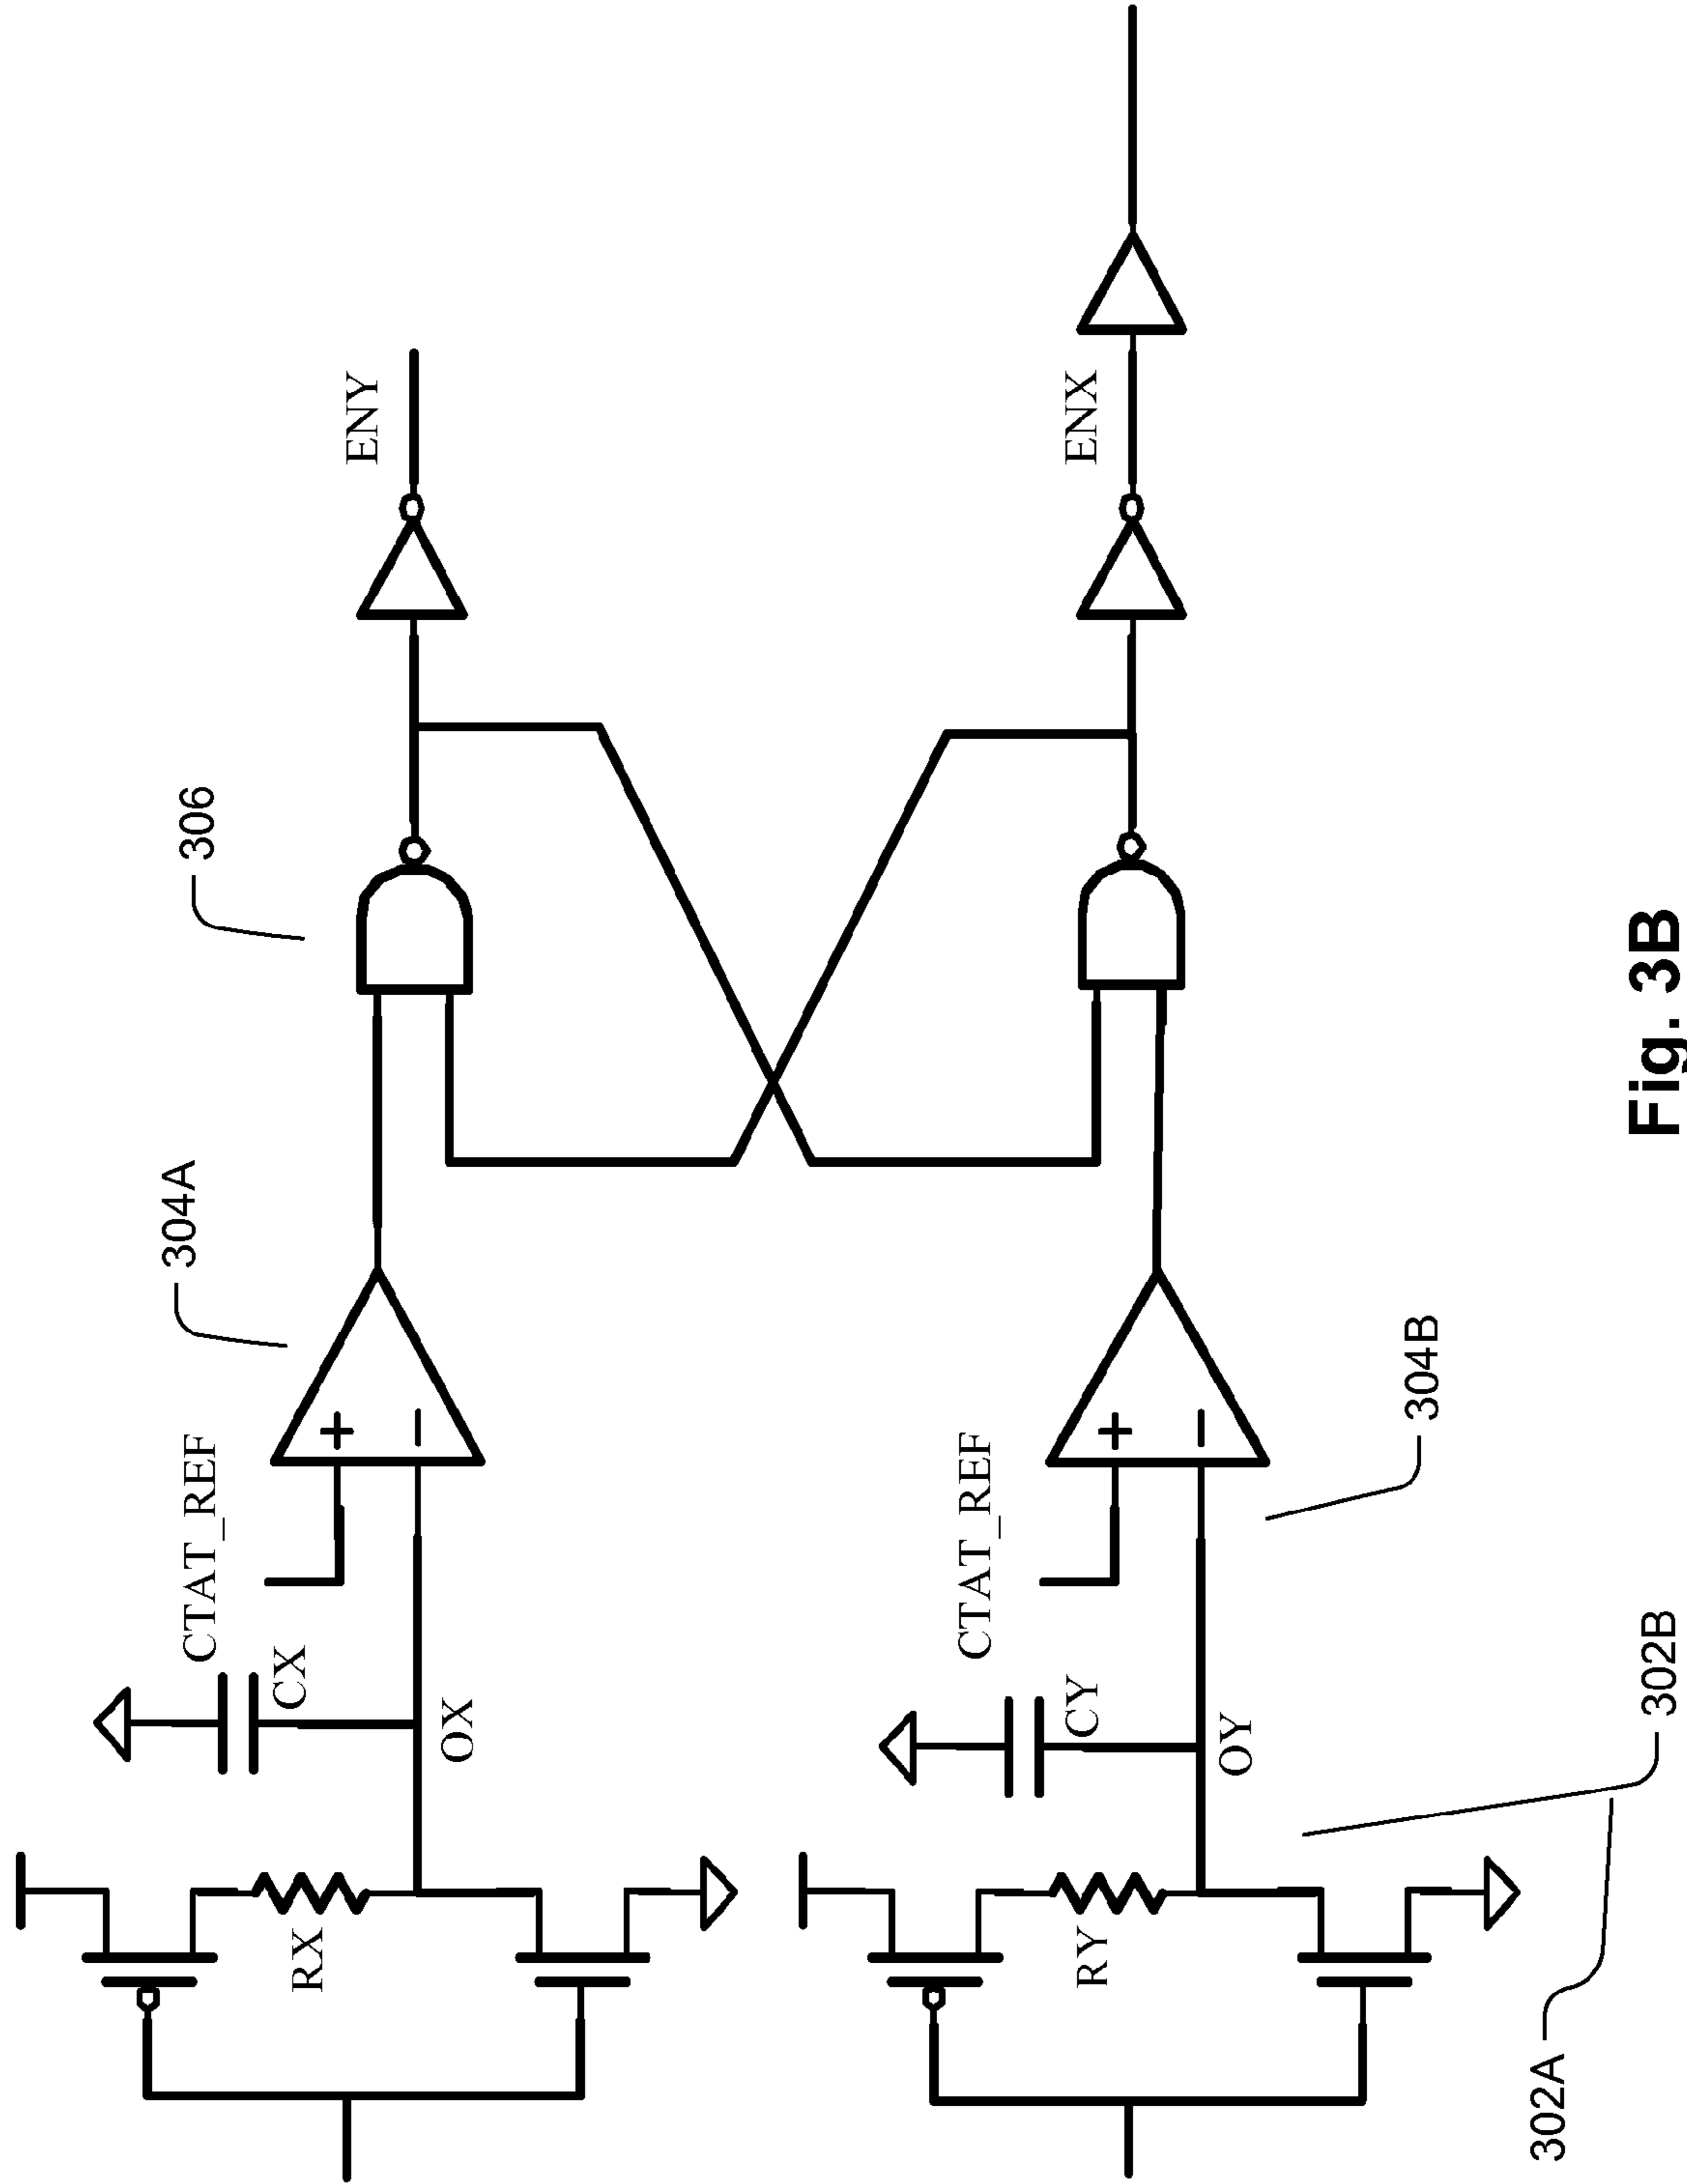 306
304A
ENY
CTAT_REF
CX
+
−
RX
OX
CTAT_REF
ENX
CY
+
−
RY
OY
304B
302A
302B
Fig. 3B